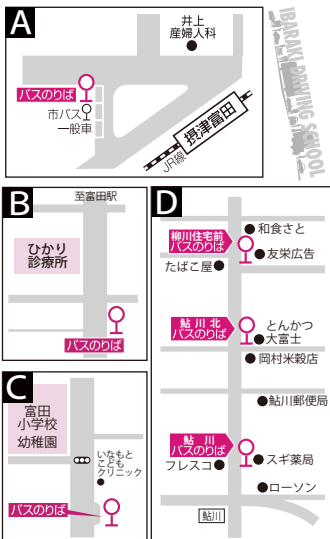 A
井上
産婦人科
バスのりば
市バス
一般車
摂津富田
JR線
IBARAKI DRIVING SCHOOL
B
至富田駅
ひかり
診療所
バスのりば
C
富田
小学校
幼稚園
いなもと
こども
クリニック
バスのりば
D
柳川住宅前
バスのりば
和食さと
友栄広告
たばこ屋
鮎川北
バスのりば
とんかつ
大富士
岡村米穀店
鮎川郵便局
鮎川
バスのりば
フレスコ
スギ薬局
ローソン
鮎川